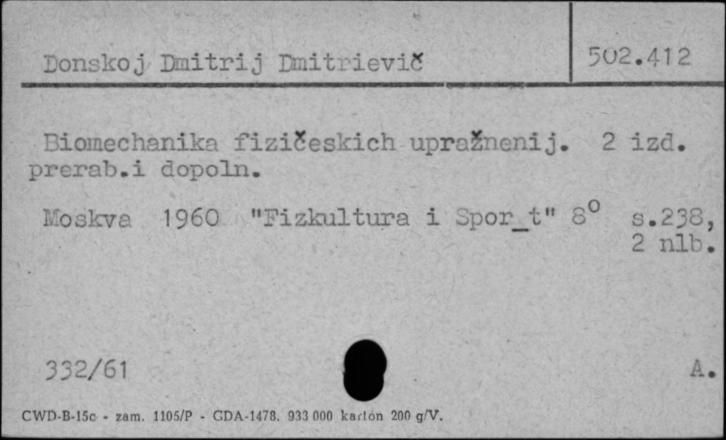 Donskoj Dmitrij Dmitrievič
502.412
Biomechanika fizičeskich upražnenij. 2 izd.
prerab.i dopoln.
Moskva 1960 "Fizkultura i Spor_t" 8° s.238,
2 nlb.
332/61
A.
CWD-B-15c - zam. 1105/P - GDA-1478. 933 000 karton 200 g/V.